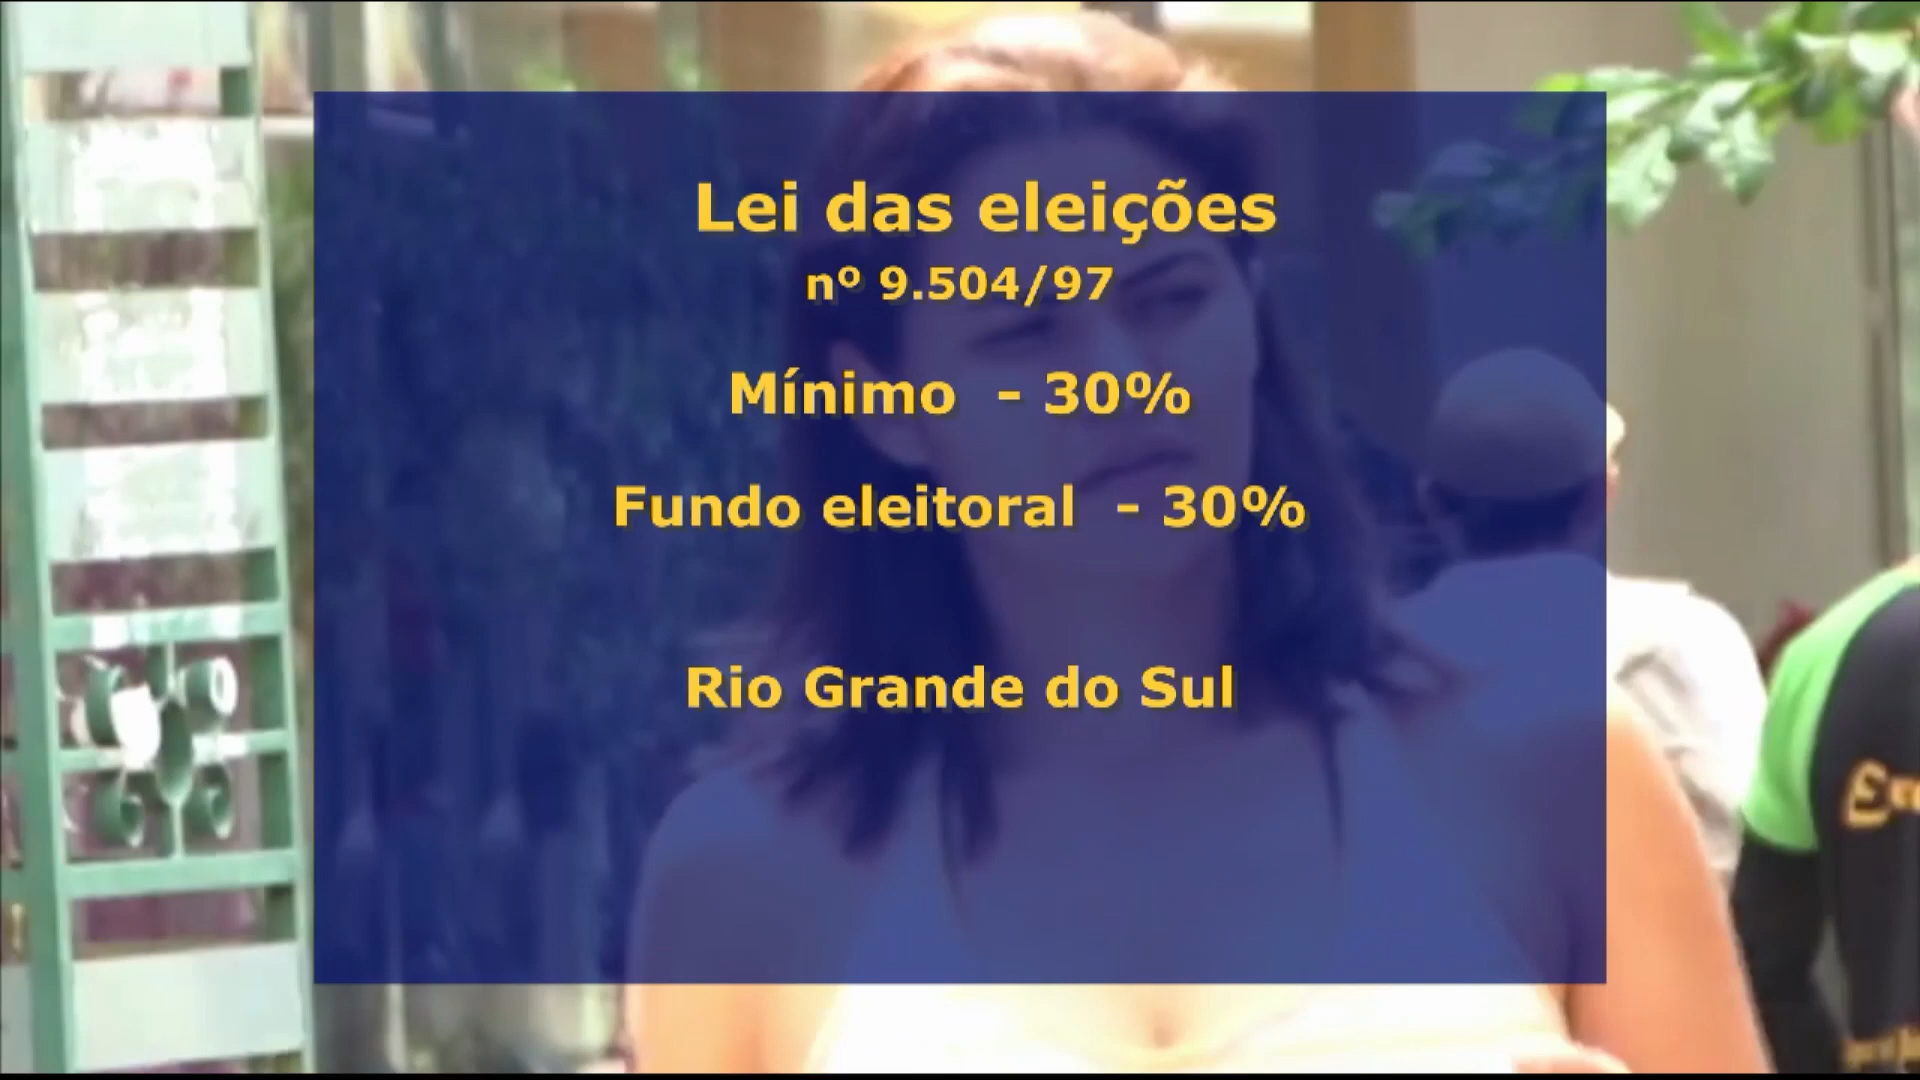 Lei das eleições
nº 9.504/97
Mínimo - 30%
Fundo eleitoral - 30%
Rio Grande do Sul